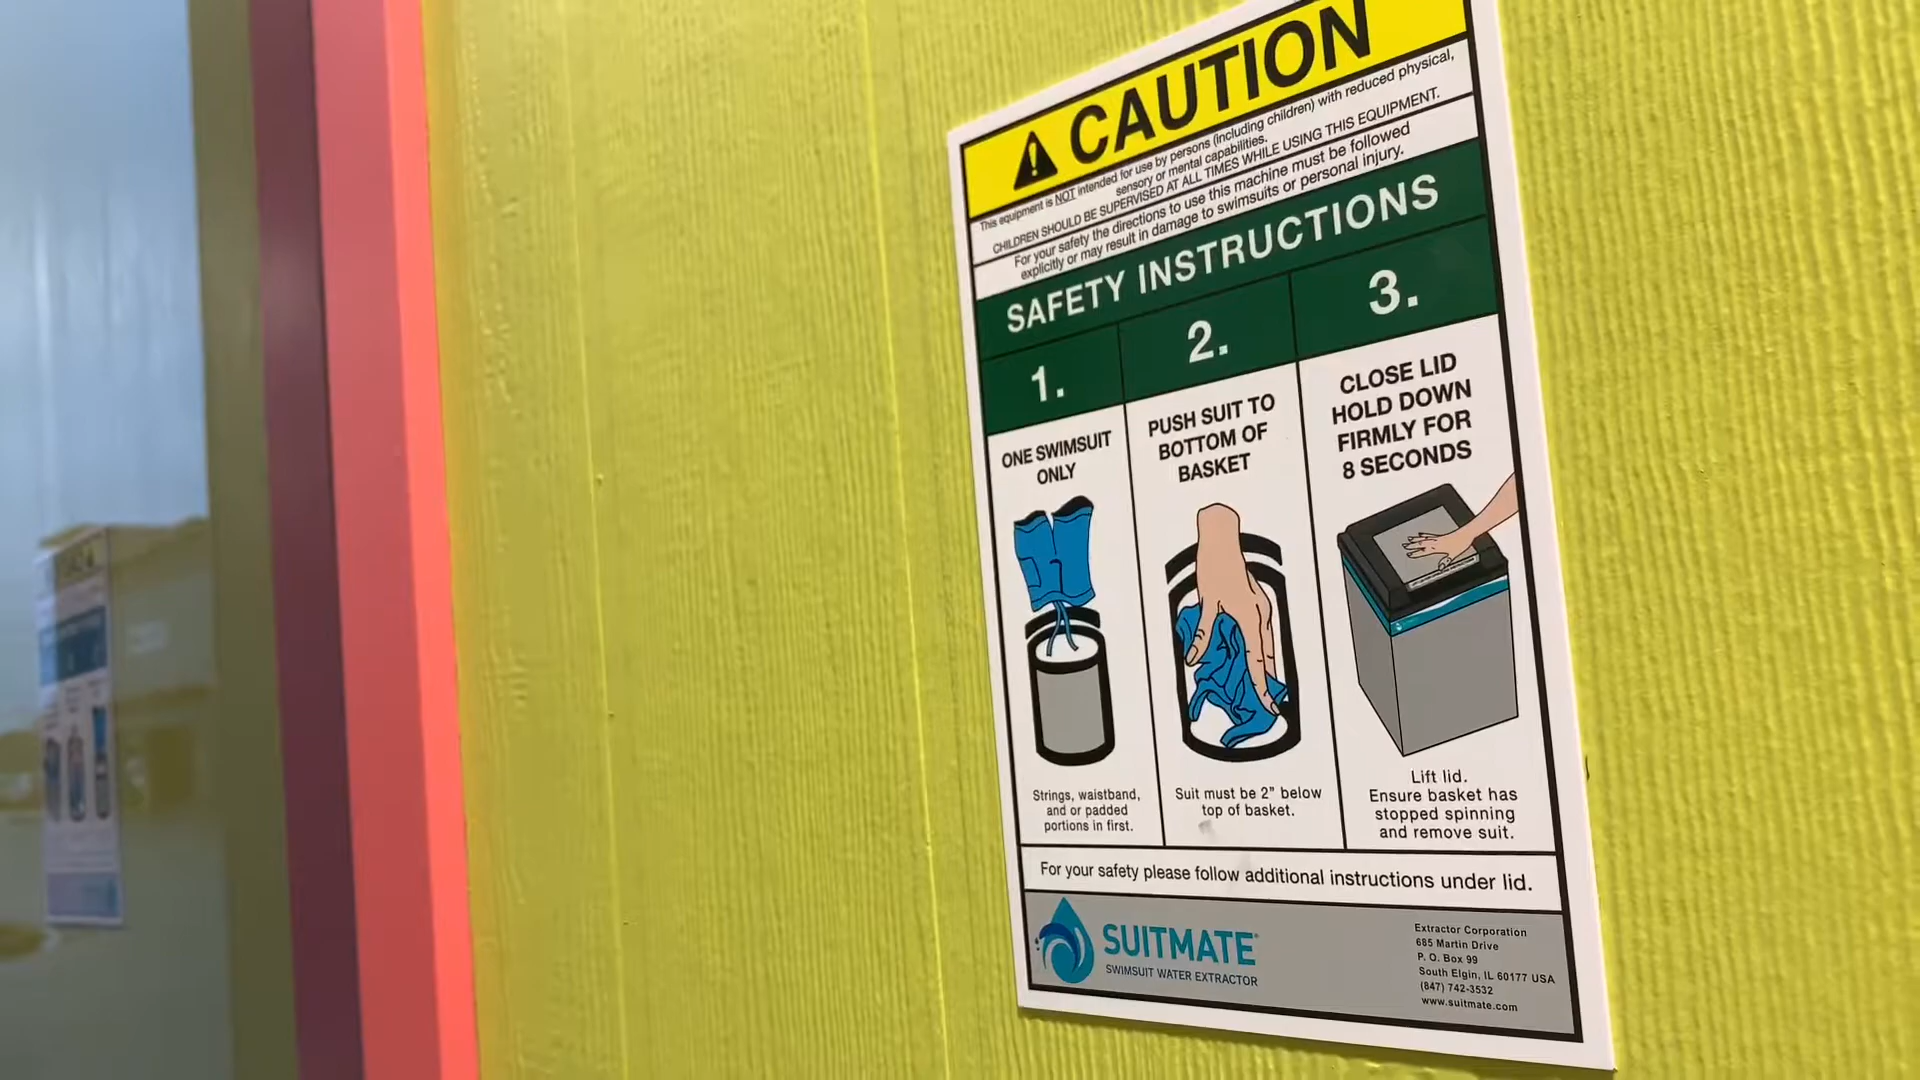 CAUTION
This equipment is NOT intended for use by persons (including children) with reduced physical,
sensory or mental capabilities.
CHILDREN SHOULD BE SUPERVISED AT ALL TIMES WHILE USING THIS EQUIPMENT.
For your safety the directions to use this machine must be followed
explicitly or may result in damage to swimsuits or personal injury.
SAFETY INSTRUCTIONS
1.
ONE SWIMSUIT
ONLY
Strings, waistband,
and or padded
portions in first.
2.
PUSH SUIT TO
BOTTOM OF
BASKET
Suit must be 2" below
top of basket.
3.
CLOSE LID
HOLD DOWN
FIRMLY FOR
8 SECONDS
Lift lid.
Ensure basket has
stopped spinning
and remove suit.
For your safety please follow additional instructions under lid.
SUITMATE®
SWIMSUIT WATER EXTRACTOR
Extractor Corporation
685 Martin Drive
P. O. Box 99
South Elgin, IL 60177 USA
(847) 742-3532
www.suitmate.com